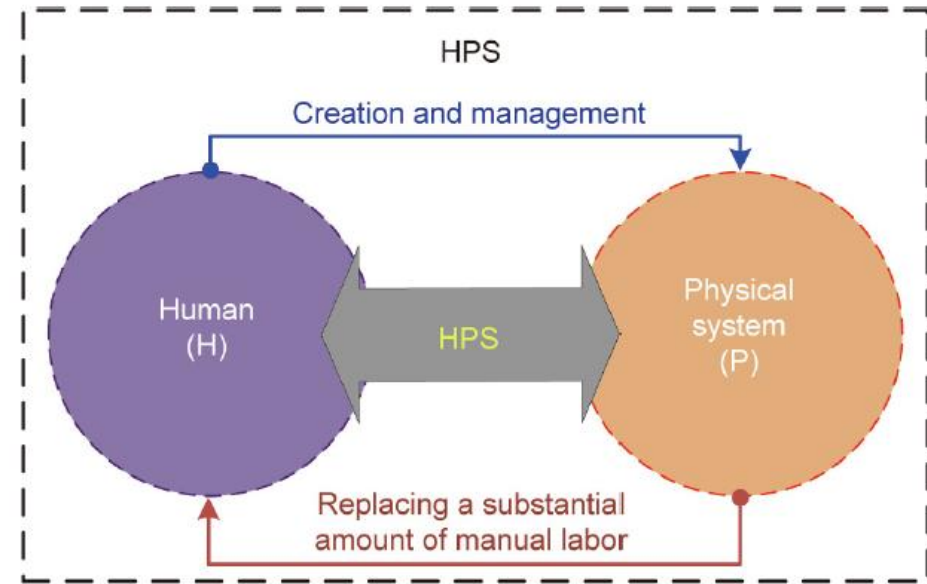 HPS
Creation and management
Human
(H)
HPS
Physical
system
(P)
Replacing a substantial
amount of manual labor